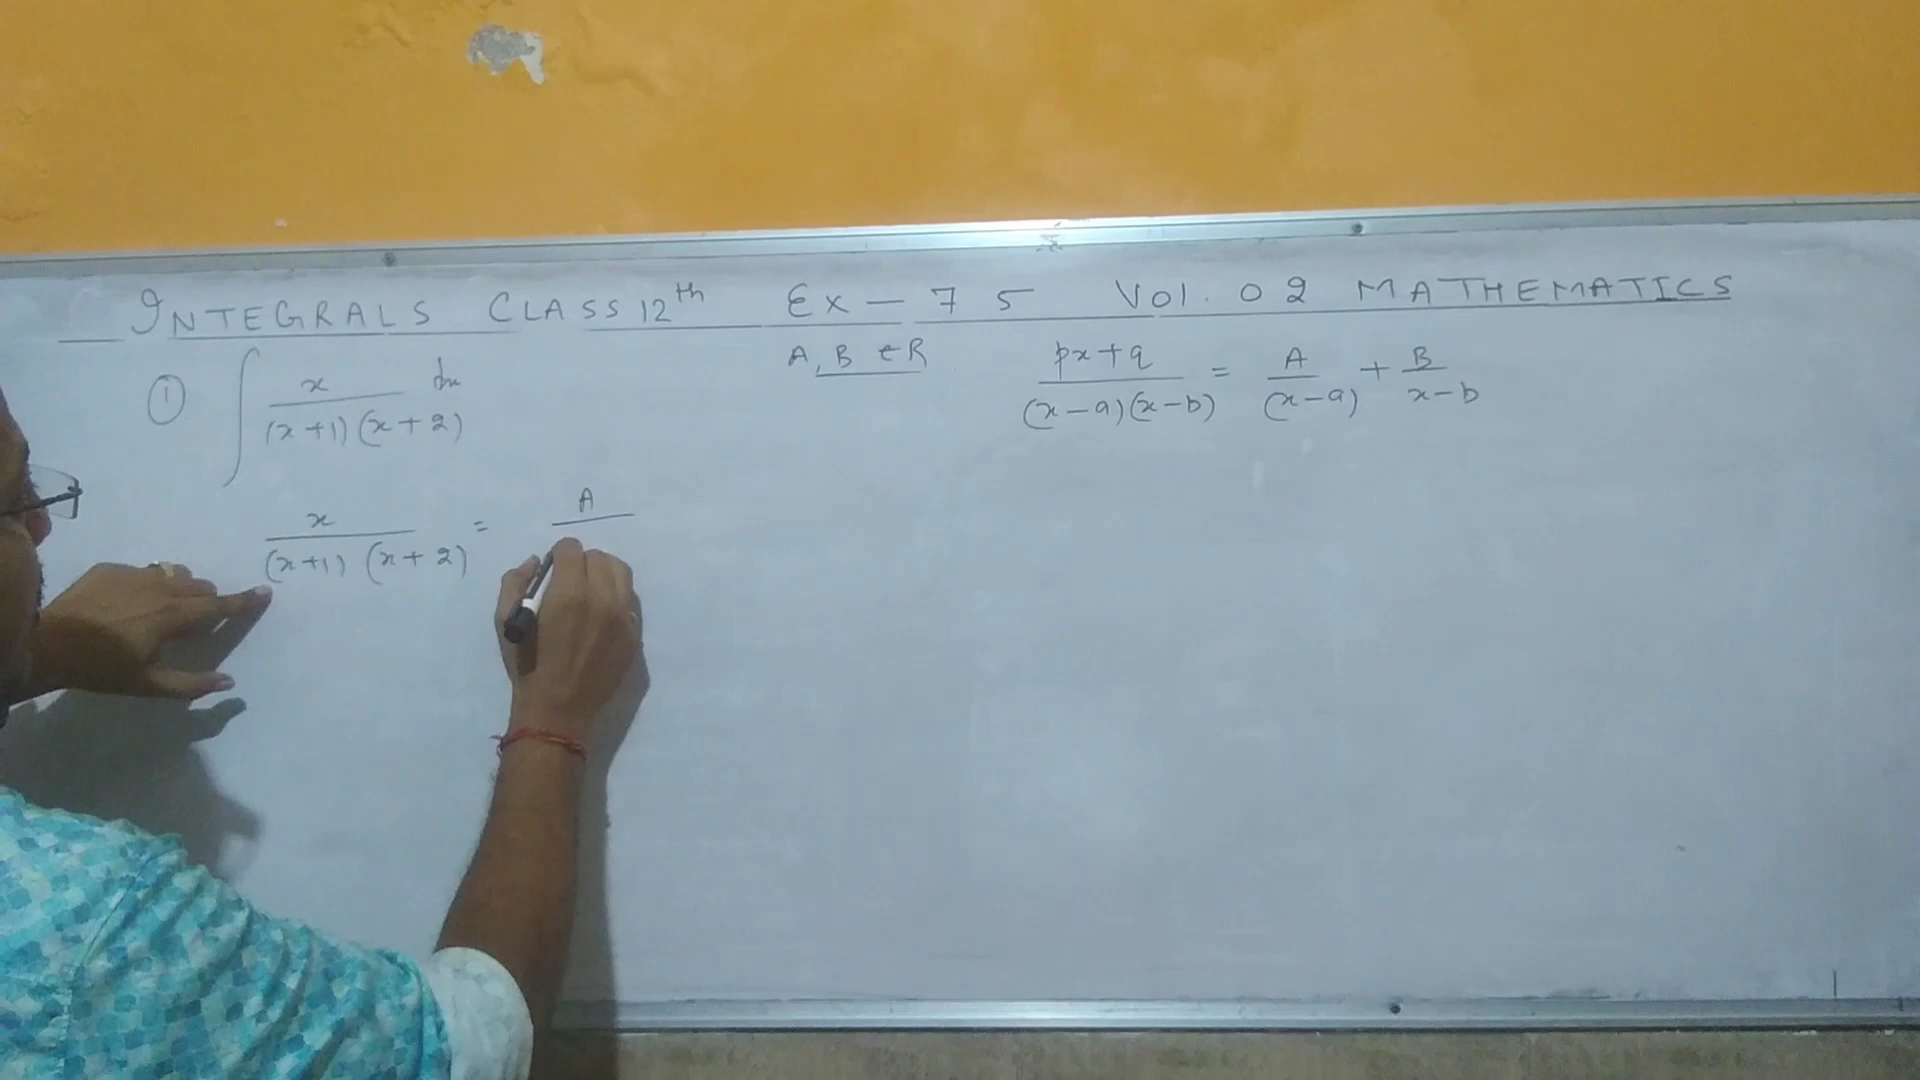 INTEGRALS CLASS 12th Ex - 7 5 Vol. 02 MATHEMATICS
① ∫ x/((x+1)(x+2)) dx
A, B ∈ R
(px+q)/((x-a)(x-b)) = A/(x-a) + B/(x-b)
x/((x+1)(x+2)) = A/